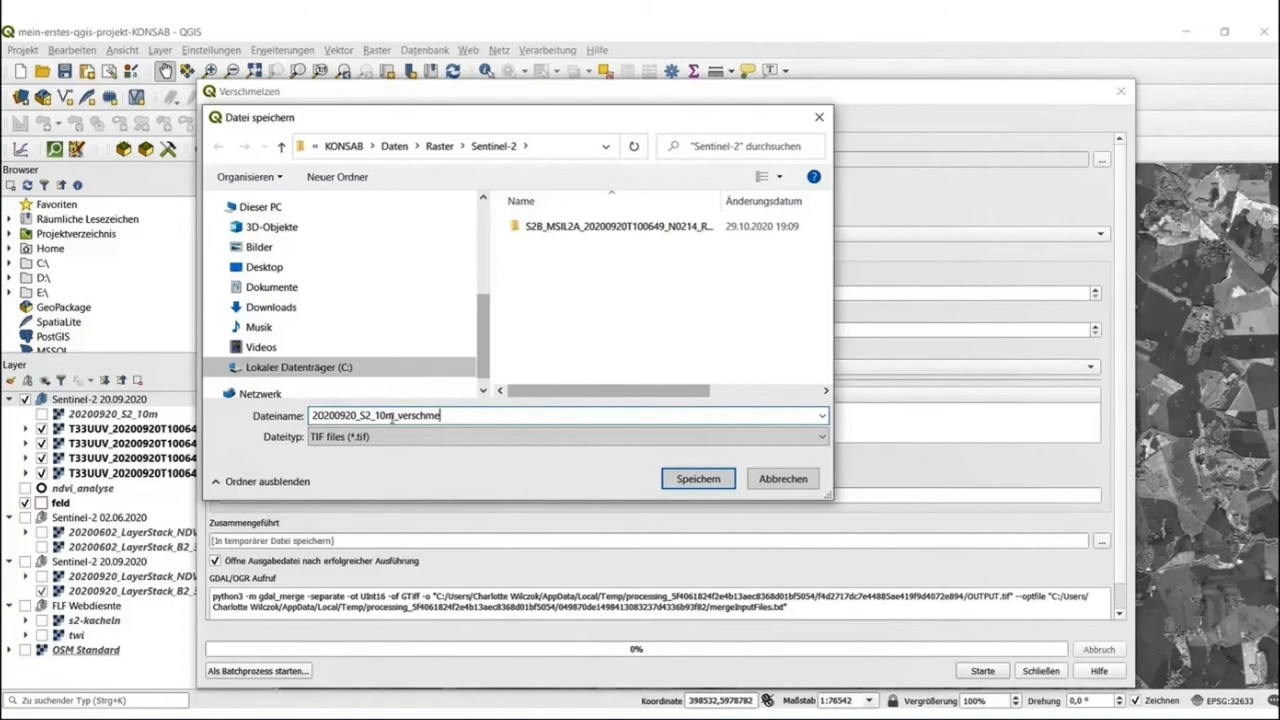 mein-erstes-qgis-projekt-KONSAB - QGIS
Projekt Bearbeiten Ansicht Layer Einstellungen Erweiterungen Vektor Raster Datenbank Web Netz Verarbeitung Hilfe
Verschmelzen
Datei speichern
« KONSAB › Daten › Raster › Sentinel-2 ›
"Sentinel-2" durchsuchen
Organisieren
Neuer Ordner
Browser
Favoriten
Räumliche Lesezeichen
Projektverzeichnis
Home
C:\
D:\
E:\
GeoPackage
SpatiaLite
PostGIS
MSSQL
Dieser PC
3D-Objekte
Bilder
Desktop
Dokumente
Downloads
Musik
Videos
Lokaler Datenträger (C:)
Netzwerk
Name
Änderungsdatum
S2B_MSIL2A_20200920T100649_N0214_R...
29.10.2020 19:09
Dateiname: 20200920_S2_10m_verschme
Dateityp: TIF files (*.tif)
Speichern
Abbrechen
Ordner ausblenden
Layer
Sentinel-2 20.09.2020
20200920_S2_10m
T33UUV_20200920T10064
T33UUV_20200920T10064
T33UUV_20200920T10064
T33UUV_20200920T10064
ndvi_analyse
feld
Sentinel-2 02.06.2020
20200602_LayerStack_NDV
20200602_LayerStack_B2_3
Sentinel-2 20.09.2020
20200920_LayerStack_NDV
20200920_LayerStack_B2_3
FLF Webdiesnte
s2-kacheln
twi
OSM Standard
Zusammengeführt
[In temporärer Datei speichern]
...
Öffne Ausgabedatei nach erfolgreicher Ausführung
GDAL/OGR Aufruf
python3 -m gdal_merge -separate -ot UInt16 -of GTiff -o "C:/Users/Charlotte Wilczok/AppData/Local/Temp/processing_5f4061824f2e4b13aec8368d01bf5054/f4d2717dc7e44885ae419f9d4072e894/OUTPUT.tif" --optfile "C:/Users/
Charlotte Wilczok/AppData/Local/Temp/processing_5f4061824f2e4b13aec8368d01bf5054/049870de1498413083237d4336b93f82/mergeInputFiles.txt"
0%
Abbruch
Als Batchprozess starten...
Starte
Schließen
Hilfe
Zu suchender Typ (Strg+K)
Koordinate 398532,5978782
Maßstab 1:76542
Vergrößerung 100%
Drehung 0,0 °
Zeichnen
EPSG:32633